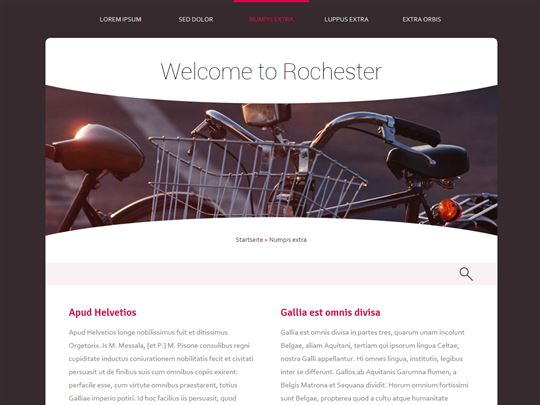 LOREM IPSUM SED DOLOR NUMPIS EXTRA LUPPUS EXTRA EXTRA ORBIS
Welcome to Rochester
Startseite » Numpis extra
Apud Helvetios
Apud Helvetios longe nobilissimus fuit et ditissimus
Orgetorix. Is M. Messala, [et P.] M. Pisone consulibus regni
cupiditate inductus coniurationem nobilitatis fecit et civitati
persuasit ut de finibus suis cum omnibus copiis exirent:
perfacile esse, cum virtute omnibus praestarent, totius
Galliae imperio potiri. Id hoc facilius iis persuasit, quod
Gallia est omnis divisa
Gallia est omnis divisa in partes tres, quarum unam incolunt
Belgae, aliam Aquitani, tertiam qui ipsorum lingua Celtae,
nostra Galli appellantur. Hi omnes lingua, institutis, legibus
inter se differunt. Gallos ab Aquitanis Garumna flumen, a
Belgis Matrona et Sequana dividit. Horum omnium fortissimi
sunt Belgae, propterea quod a cultu atque humanitate